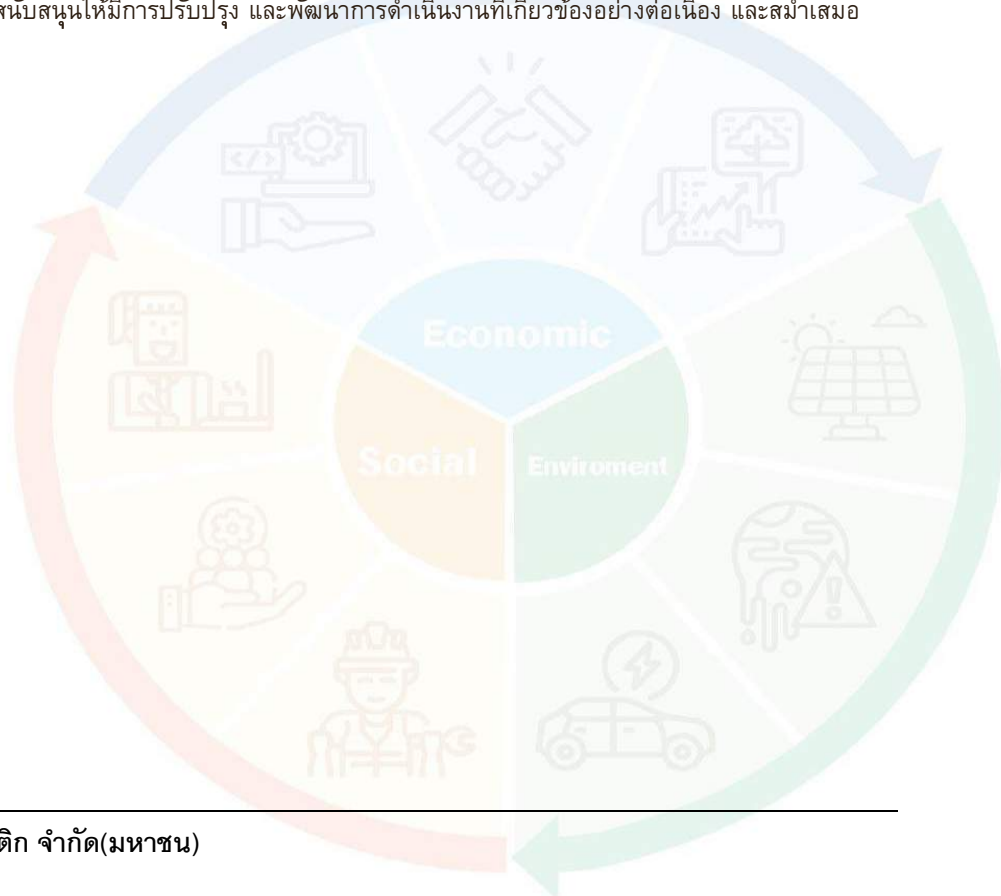 สนับสนุนให้มีการปรับปรุง และพัฒนาการดำเนินงานที่เกี่ยวข้องอย่างต่อเนื่อง และสม่ำเสมอ
Economic
Social
Enviroment
ติก จำกัด(มหาชน)